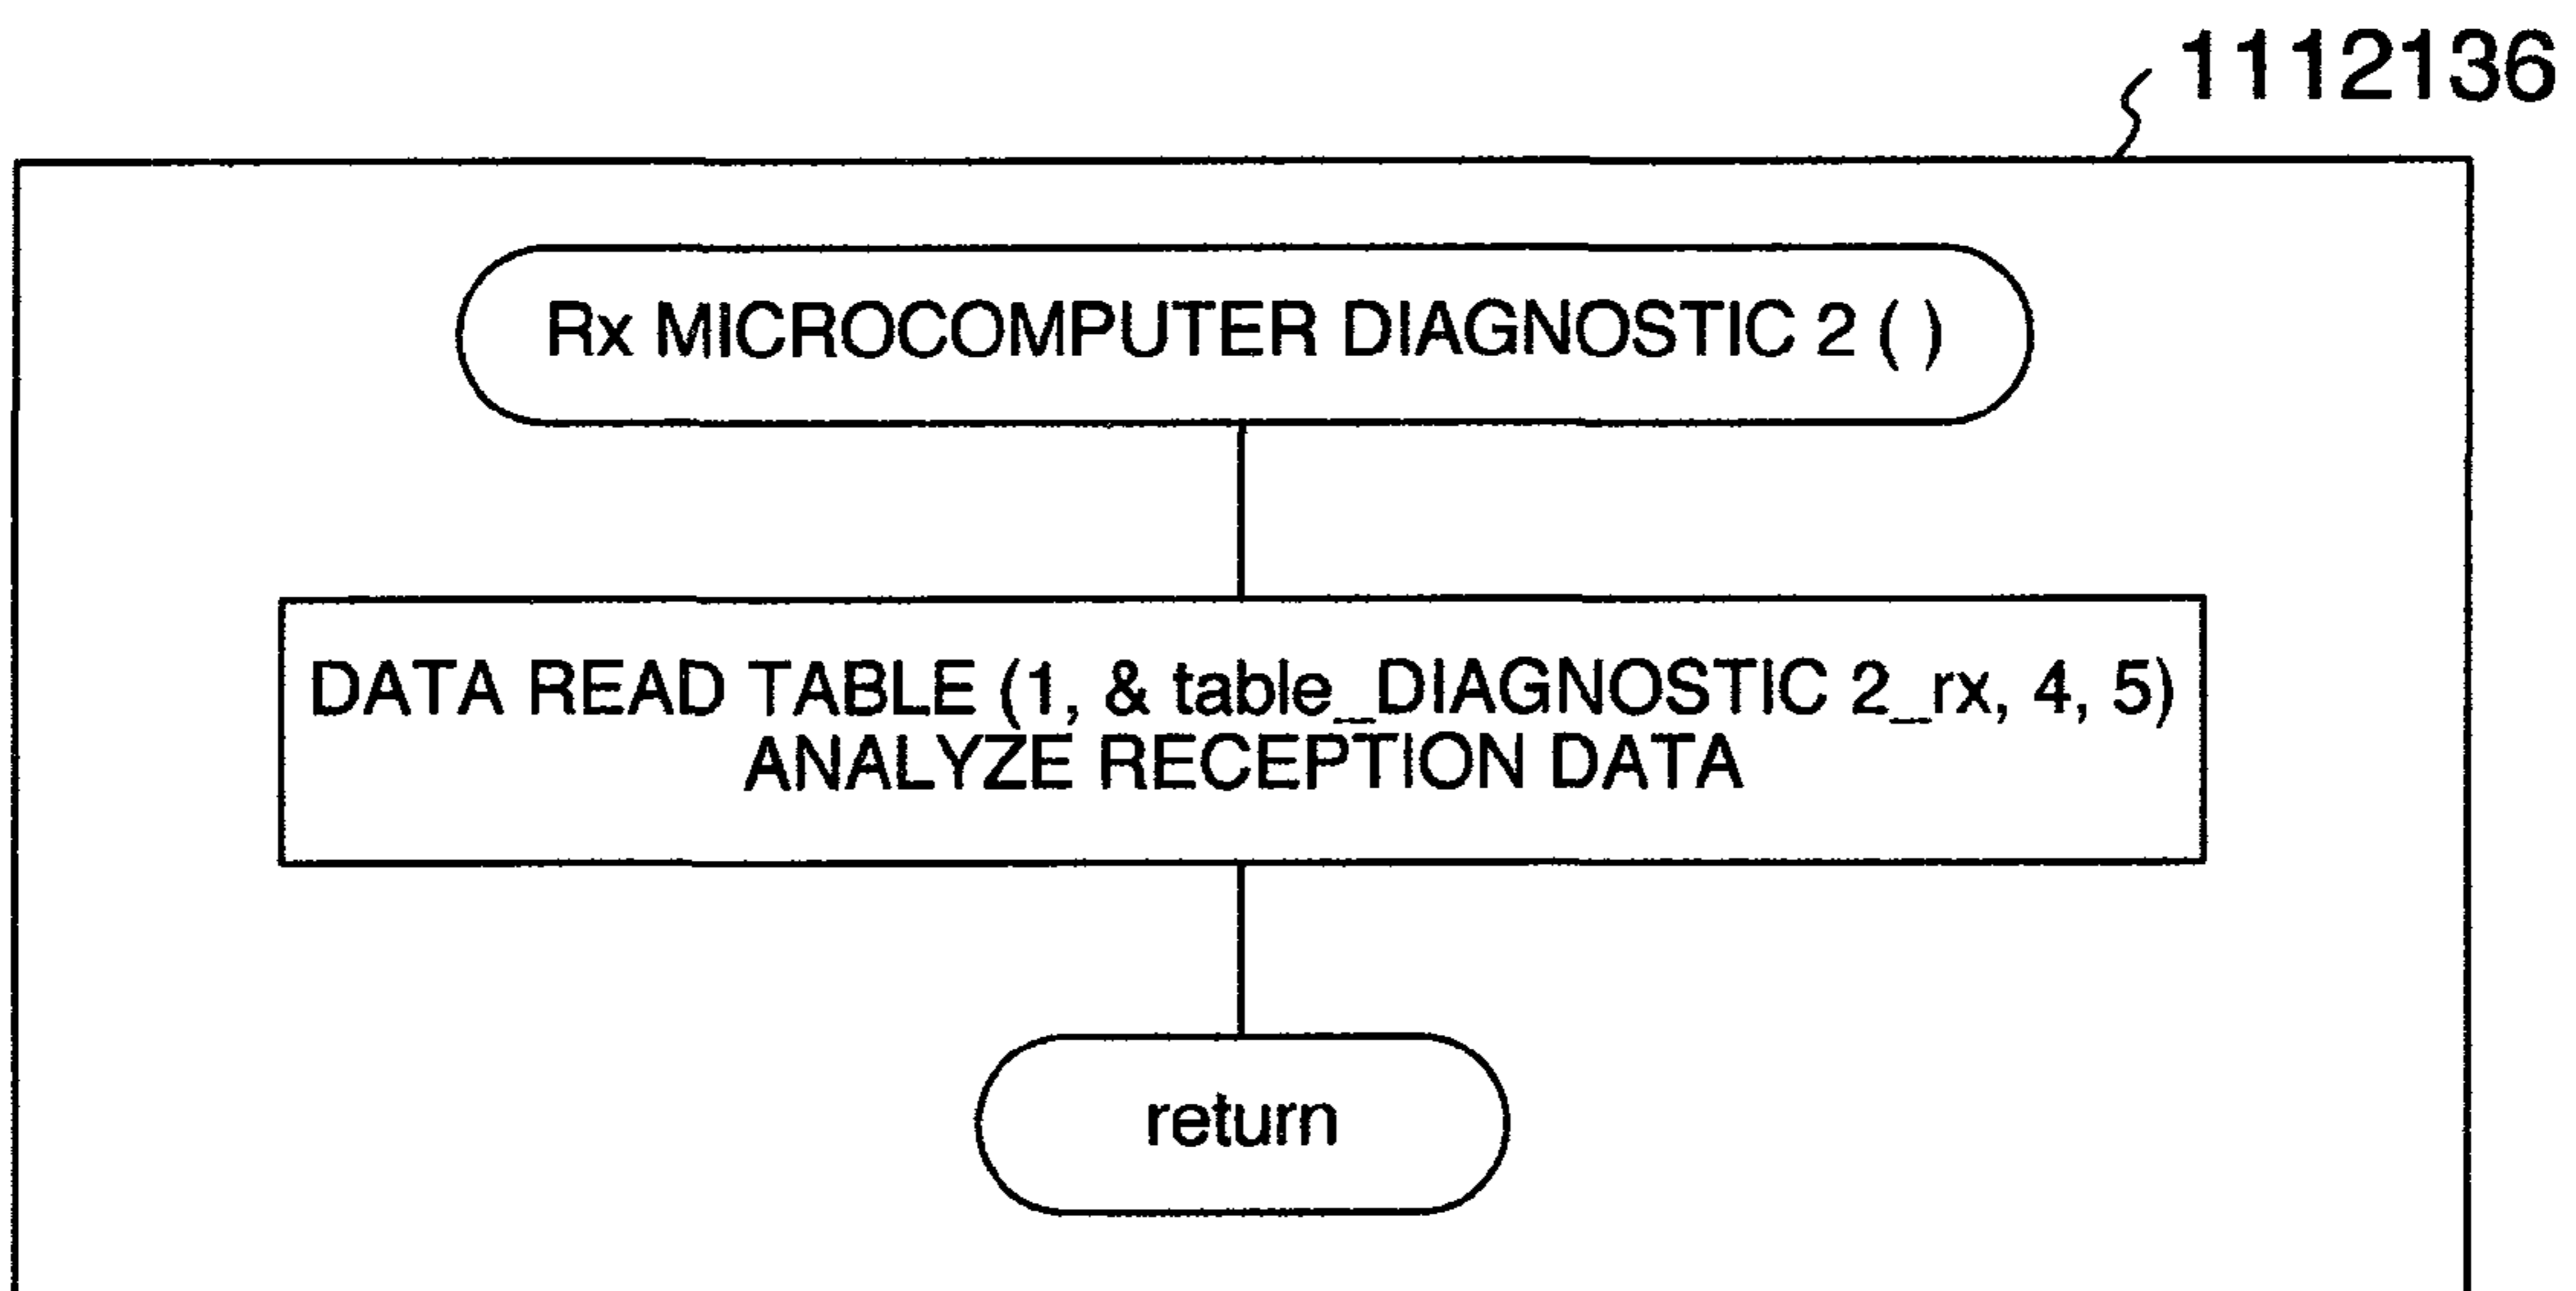 1112136
Rx MICROCOMPUTER DIAGNOSTIC 2 ( )
DATA READ TABLE (1, & table_DIAGNOSTIC 2_rx, 4, 5)
ANALYZE RECEPTION DATA
return